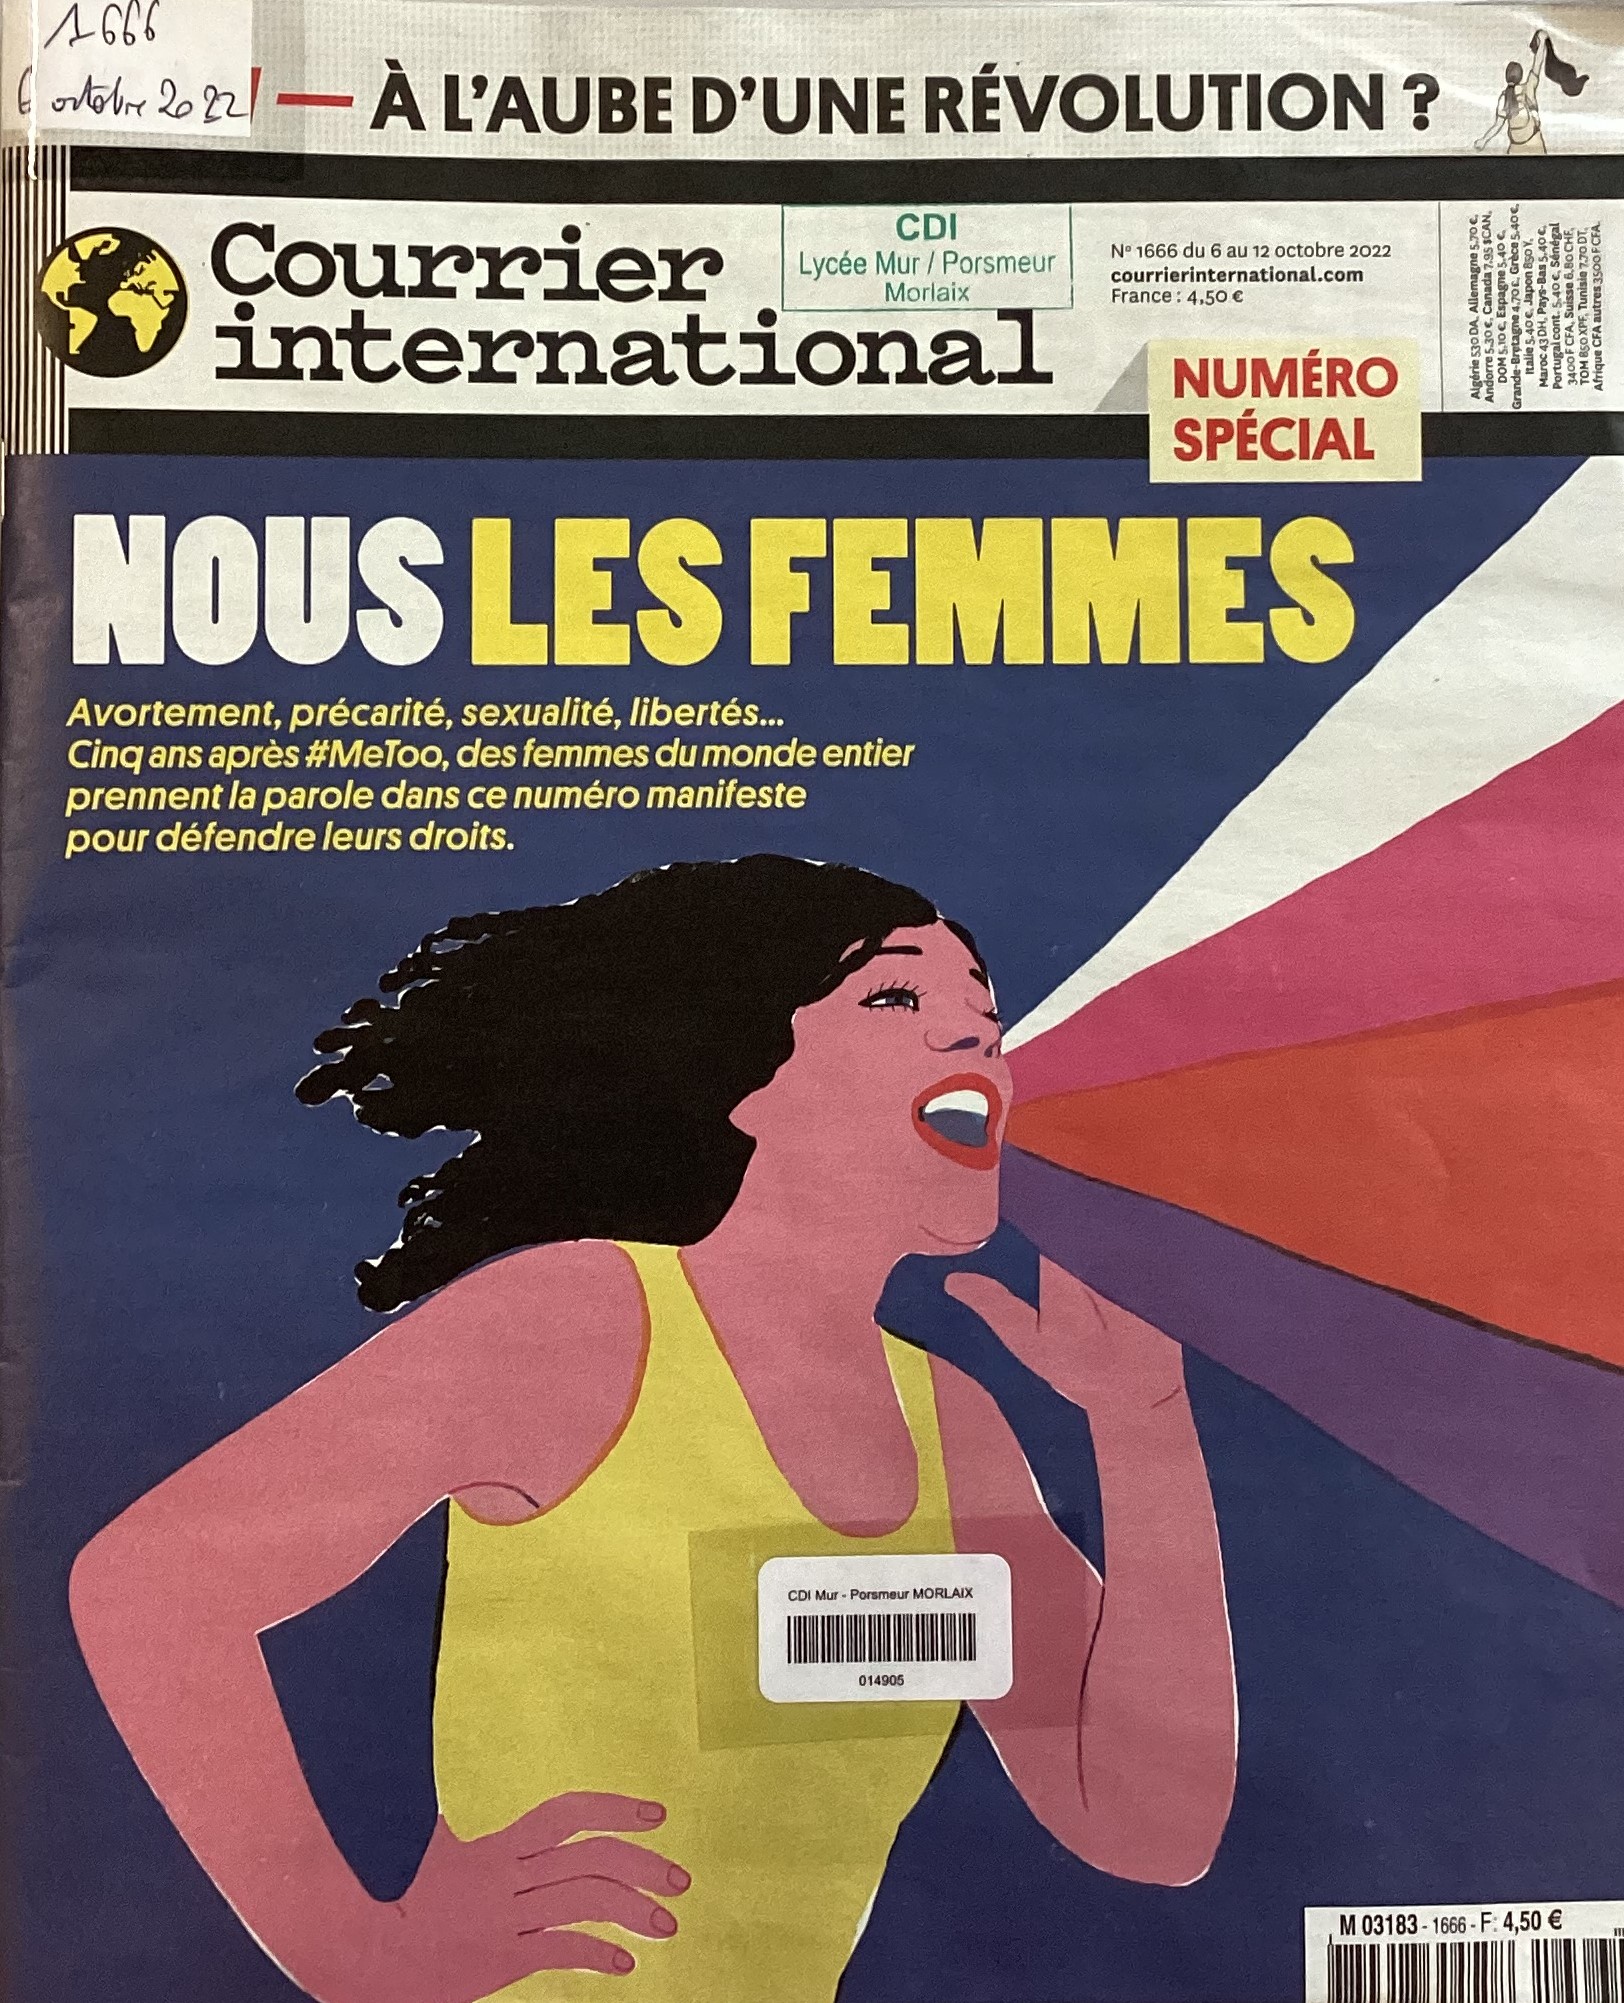 1666
6 octobre 2022
— À L'AUBE D'UNE RÉVOLUTION ?
Courrier
international
CDI
Lycée Mur / Porsmeur
Morlaix
N° 1666 du 6 au 12 octobre 2022
courrierinternational.com
France : 4,50 €
Algérie 530 DA, Allemagne 5,70 €,
Andorre 5,30 €, Canada 7,95 $CAN,
DOM 5,10 €, Espagne 5,40 €,
Grande-Bretagne 4,70 £, Grèce 5,40 €,
Italie 5,40 €, Japon 850 Y,
Maroc 43 DH, Pays-Bas 5,40 €,
Portugal cont. 5,40 €, Sénégal
3400 F CFA, Suisse 6,80 CHF,
TOM 850 XPF, Tunisie 7,70 DT,
Afrique CFA autres 3500 FCFA.
NUMÉRO
SPÉCIAL
NOUS LES FEMMES
Avortement, précarité, sexualité, libertés...
Cinq ans après #MeToo, des femmes du monde entier
prennent la parole dans ce numéro manifeste
pour défendre leurs droits.
CDI Mur - Porsmeur MORLAIX
014905
M 03183 - 1666 - F: 4,50 €